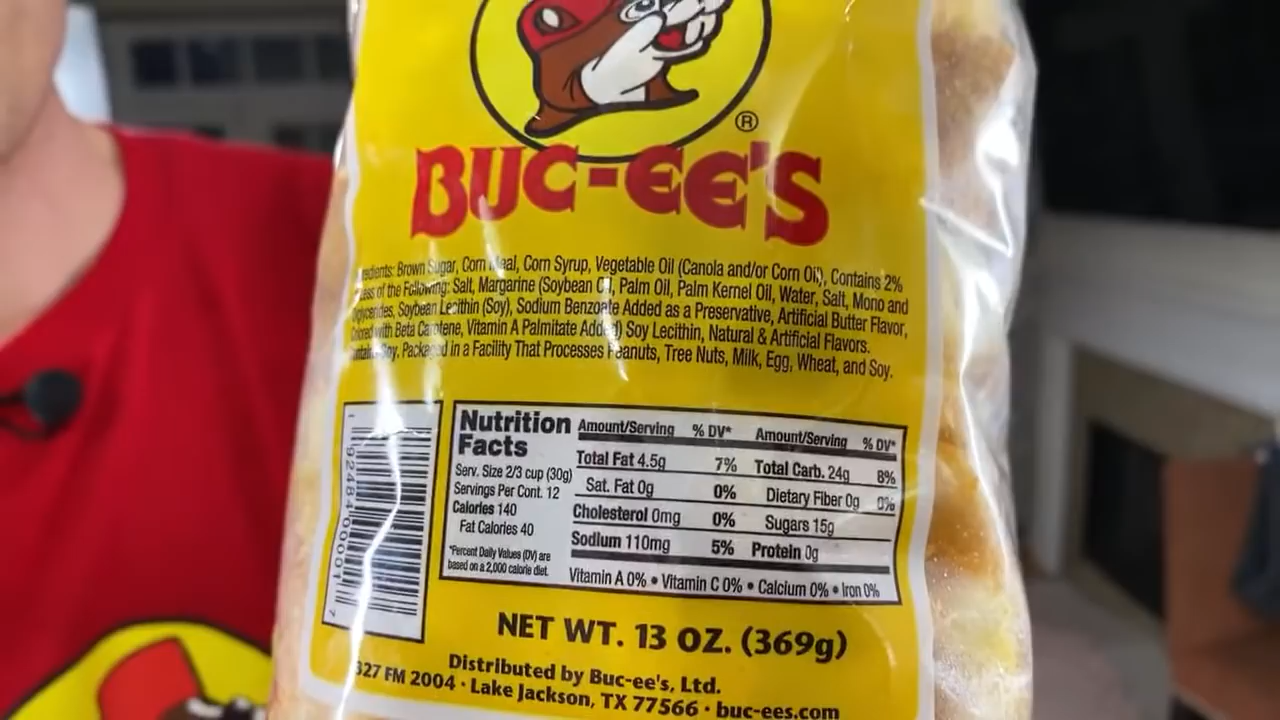 ®
BUC-EE'S
Ingredients: Brown Sugar, Corn Meal, Corn Syrup, Vegetable Oil (Canola and/or Corn Oil), Contains 2%
Less of the Following: Salt, Margarine (Soybean Oil, Palm Oil, Palm Kernel Oil, Water, Salt, Mono and
Diglycerides, Soybean Lecithin (Soy), Sodium Benzoate Added as a Preservative, Artificial Butter Flavor,
Colored with Beta Carotene, Vitamin A Palmitate Added) Soy Lecithin, Natural & Artificial Flavors.
Contains Soy. Packaged in a Facility That Processes Peanuts, Tree Nuts, Milk, Egg, Wheat, and Soy.
Nutrition
Facts
Serv. Size 2/3 cup (30g)
Servings Per Cont. 12
Calories 140
Fat Calories 40
*Percent Daily Values (DV) are
based on a 2,000 calorie diet.
Amount/Serving % DV* Amount/Serving % DV*
Total Fat 4.5g 7% Total Carb. 24g 8%
Sat. Fat 0g 0% Dietary Fiber 0g 0%
Cholesterol 0mg 0% Sugars 15g
Sodium 110mg 5% Protein 0g
Vitamin A 0% • Vitamin C 0% • Calcium 0% • Iron 0%
NET WT. 13 OZ. (369g)
Distributed by Buc-ee's, Ltd.
327 FM 2004 • Lake Jackson, TX 77566 • buc-ees.com